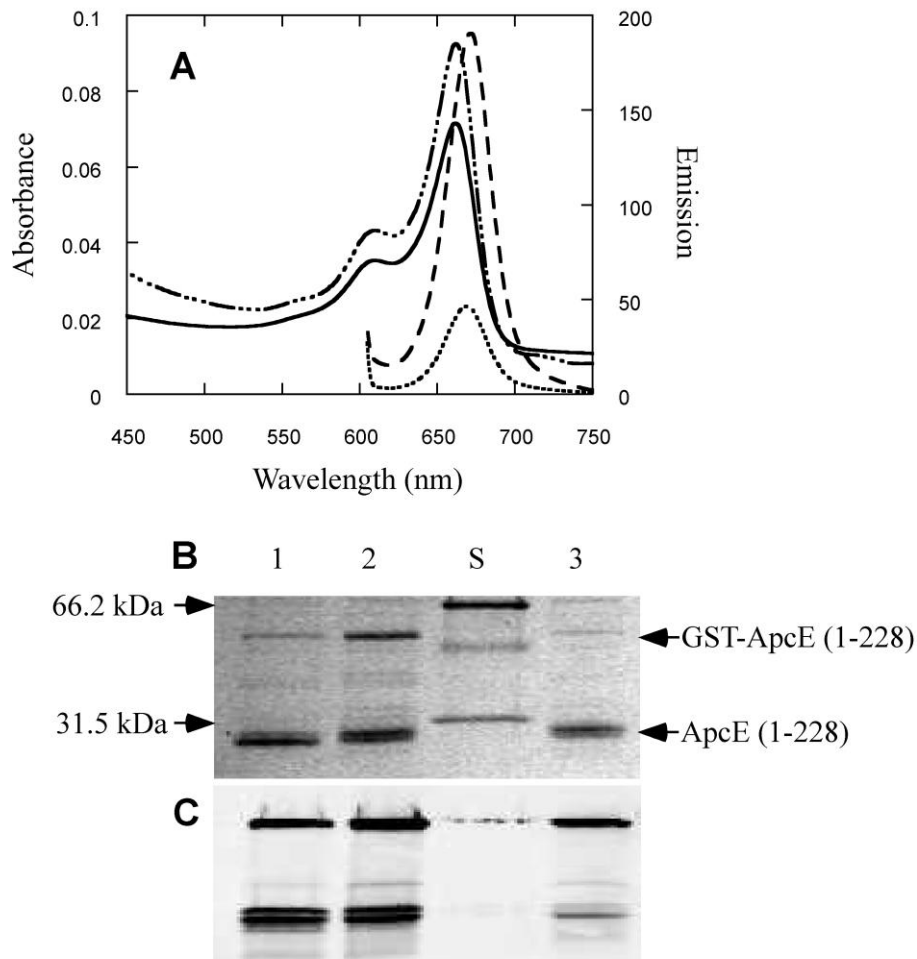 A
0.1
0.08
0.06
0.04
0.02
0
Absorbance
200
150
100
50
0
Emission
450 500 550 600 650 700 750
Wavelength (nm)
B 1 2 S 3
66.2 kDa
GST-ApcE (1-228)
31.5 kDa
ApcE (1-228)
C